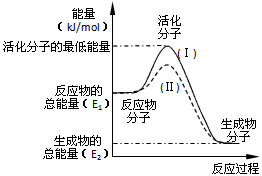 能量
(kJ/mol)
活化
分子
活化分子的最低能量
(Ⅰ)
(Ⅱ)
反应物的
总能量(E₁)
反应物
分子
生成物
分子
生成物的
总能量(E₂)
反应过程